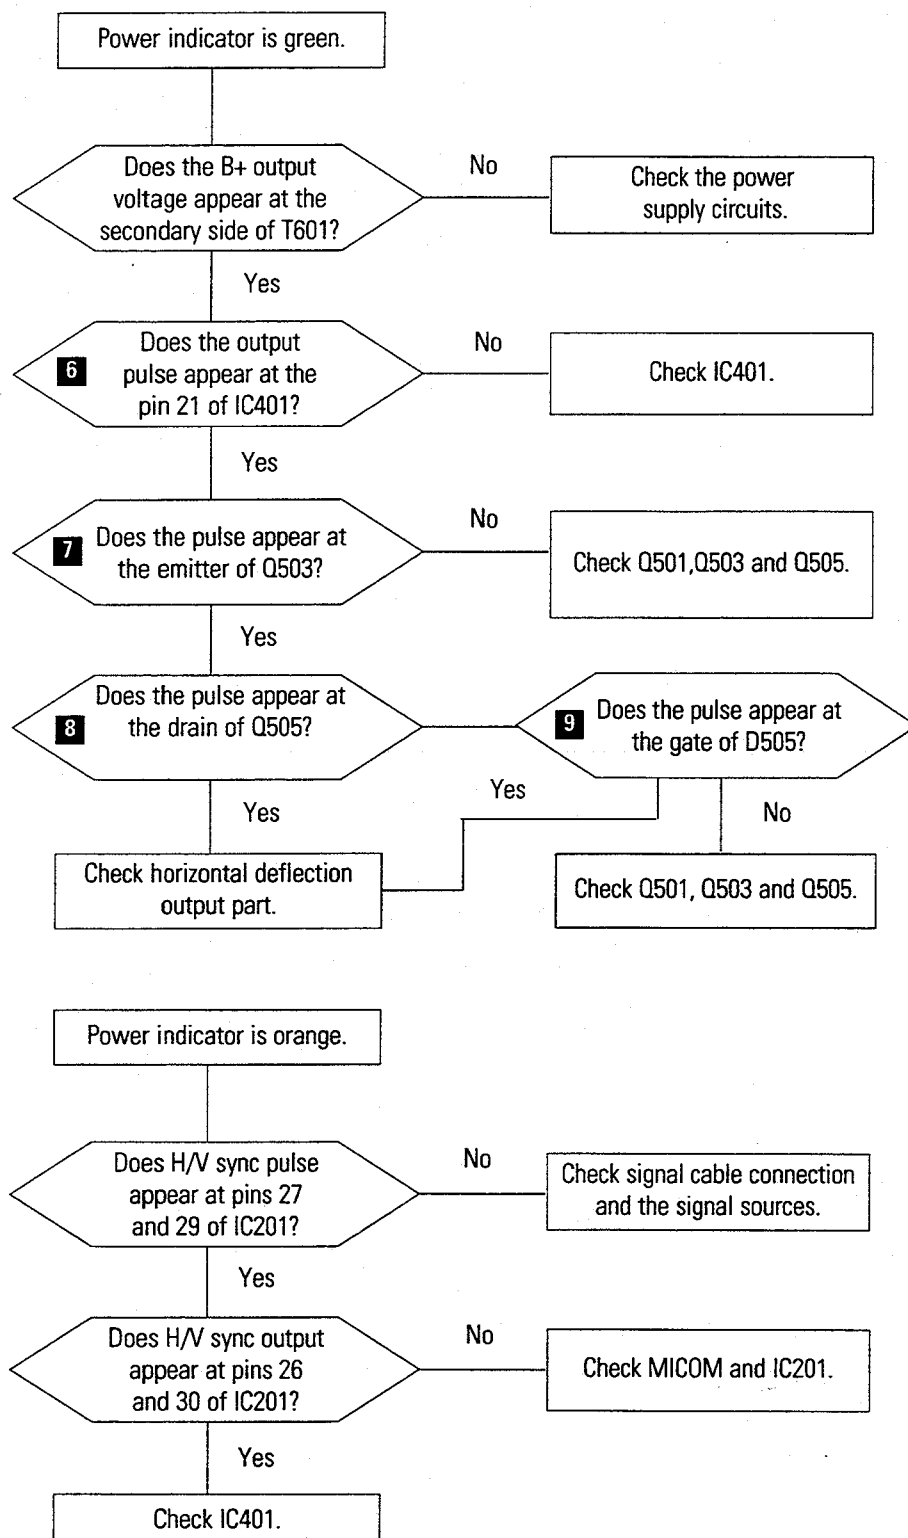 Power indicator is green.
Does the B+ output
voltage appear at the
secondary side of T601?
No
Check the power
supply circuits.
Yes
6
Does the output
pulse appear at the
pin 21 of IC401?
No
Check IC401.
Yes
7
Does the pulse appear at
the emitter of Q503?
No
Check Q501,Q503 and Q505.
Yes
8
Does the pulse appear at
the drain of Q505?
9
Does the pulse appear at
the gate of D505?
Yes
Yes
No
Check horizontal deflection
output part.
Check Q501, Q503 and Q505.
Power indicator is orange.
Does H/V sync pulse
appear at pins 27
and 29 of IC201?
No
Check signal cable connection
and the signal sources.
Yes
Does H/V sync output
appear at pins 26
and 30 of IC201?
No
Check MICOM and IC201.
Yes
Check IC401.